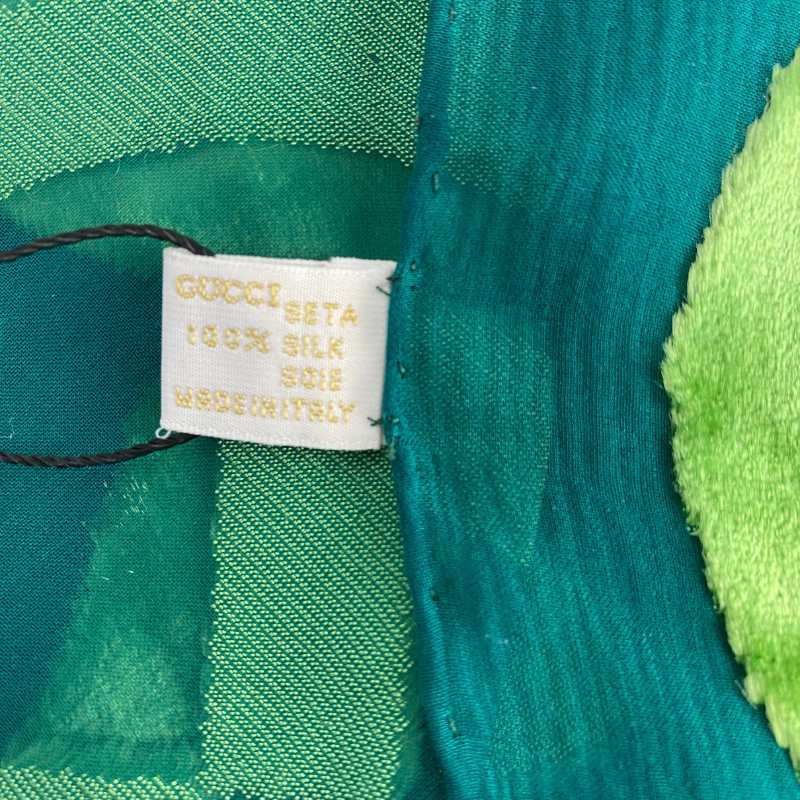 GUCCI
SETA
100% SILK
SOIE
MADE IN ITALY